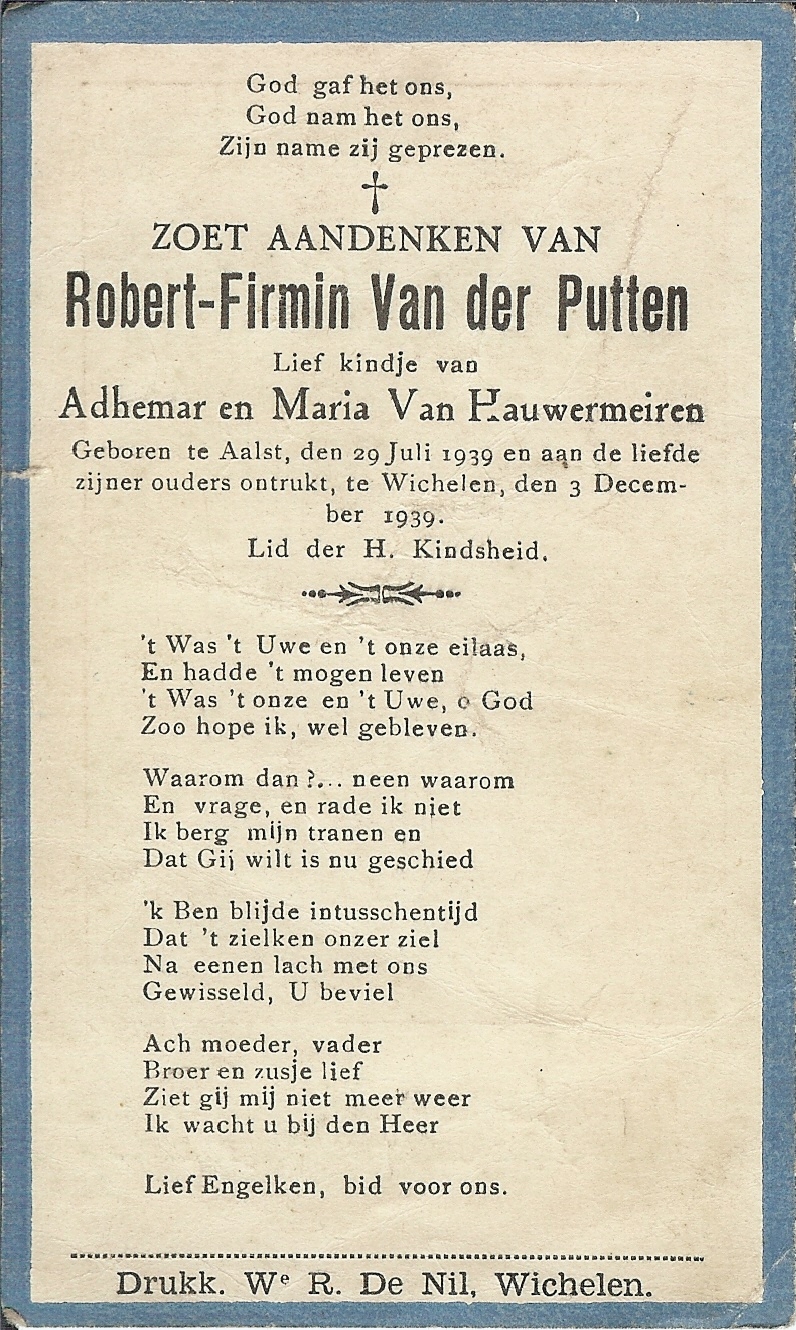 God gaf het ons,
God nam het ons,
Zijn name zij geprezen.
ZOET AANDENKEN VAN
Robert-Firmin Van der Putten
Lief kindje van
Adhemar en Maria Van Hauwermeiren
Geboren te Aalst, den 29 Juli 1939 en aan de liefde
zijner ouders ontrukt, te Wichelen, den 3 Decem-
ber 1939.
Lid der H. Kindsheid.
't Was 't Uwe en 't onze eilaas,
En hadde 't mogen leven
't Was 't onze en 't Uwe, o God
Zoo hope ik, wel gebleven.
Waarom dan ?... neen waarom
En vrage, en rade ik niet
Ik berg mijn tranen en
Dat Gij wilt is nu geschied
'k Ben blijde intusschentijd
Dat 't zielken onzer ziel
Na eenen lach met ons
Gewisseld, U beviel
Ach moeder, vader
Broer en zusje lief
Ziet gij mij niet meer weer
Ik wacht u bij den Heer
Lief Engelken, bid voor ons.
Drukk. We R. De Nil, Wichelen.